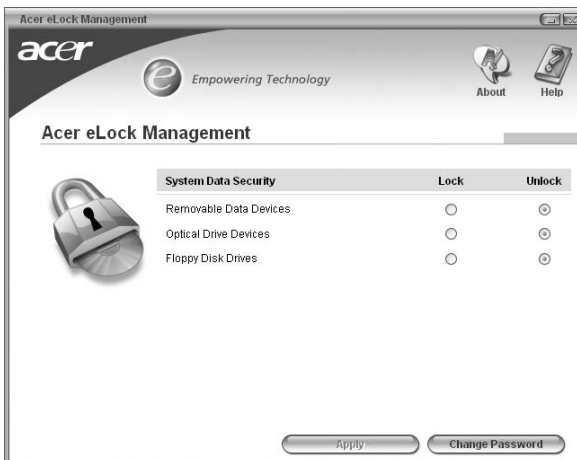 Acer eLock Management
acer
e Empowering Technology
About Help
Acer eLock Management
System Data Security Lock Unlock
Removable Data Devices
Optical Drive Devices
Floppy Disk Drives
Apply Change Password